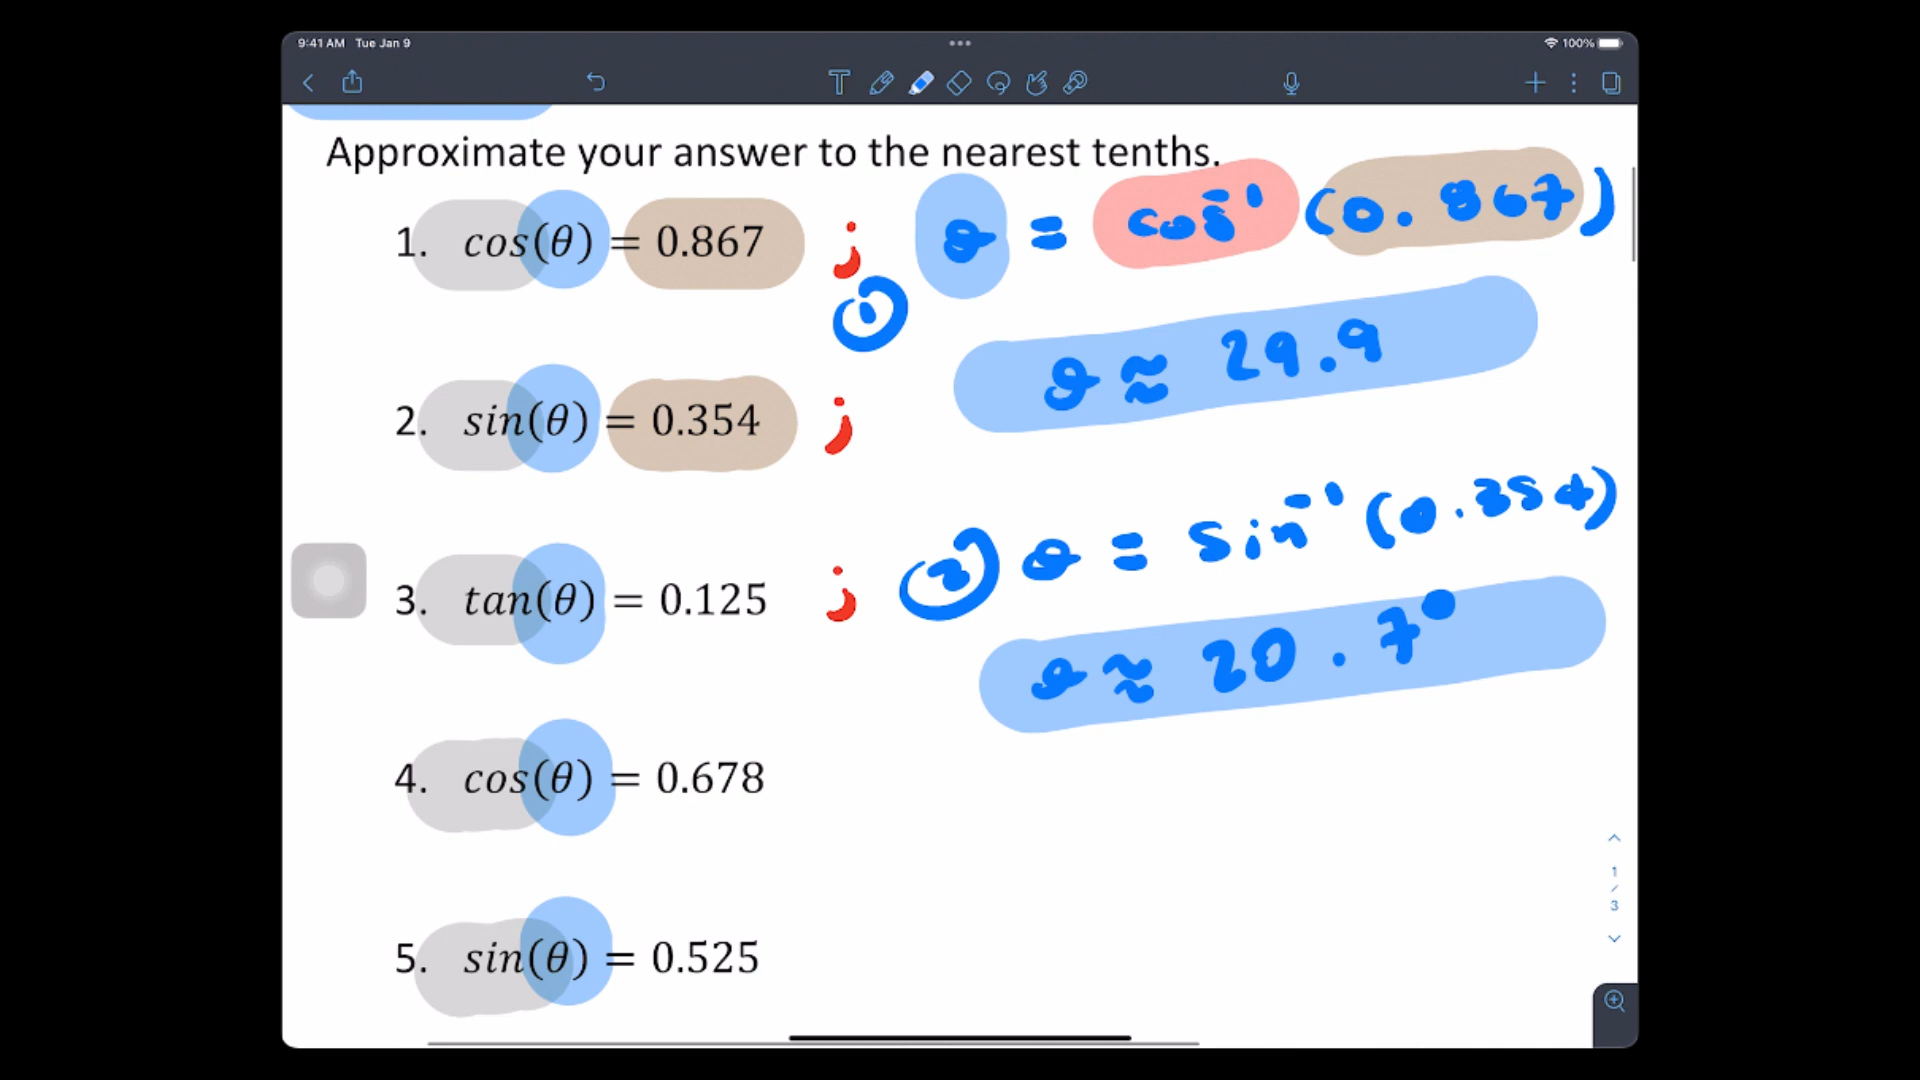 9:41 AM Tue Jan 9
100%
Approximate your answer to the nearest tenths.
1. cos(θ) = 0.867 ; θ = cos⁻¹ (0.867)
① θ ≈ 29.9
2. sin(θ) = 0.354 ;
② θ = sin⁻¹ (0.354)
3. tan(θ) = 0.125 ;
θ ≈ 20.7°
4. cos(θ) = 0.678
1
/
3
5. sin(θ) = 0.525